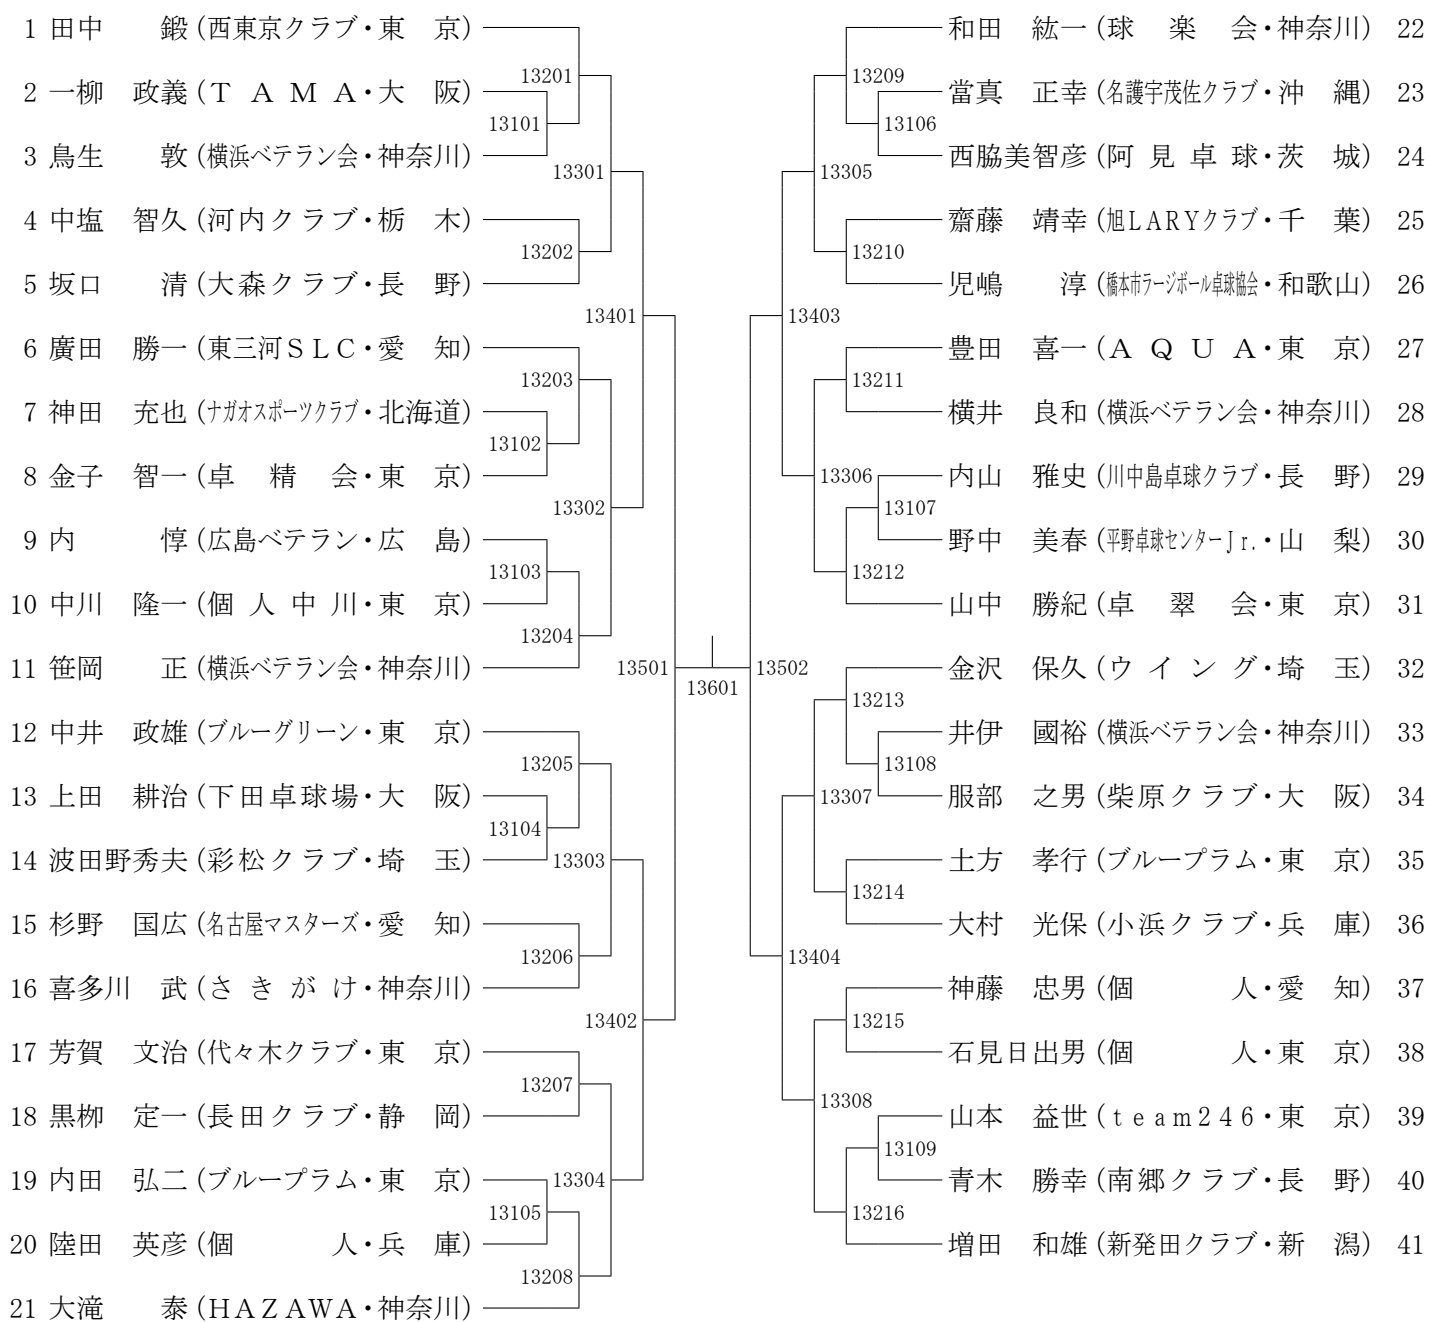 1 田中　鍛 (西東京クラブ・東京)
13201
2 一柳　政義 (TAMA・大阪)
13101
3 鳥生　敦 (横浜ベテラン会・神奈川)
13301
4 中塩　智久 (河内クラブ・栃木)
13202
5 坂口　清 (大森クラブ・長野)
13401
6 廣田　勝一 (東三河SLC・愛知)
13203
7 神田　充也 (ナガオスポーツクラブ・北海道)
13102
8 金子　智一 (卓精会・東京)
13302
9 内　惇 (広島ベテラン・広島)
13103
10 中川　隆一 (個人中川・東京)
13204
11 笹岡　正 (横浜ベテラン会・神奈川)
13501
12 中井　政雄 (ブルーグリーン・東京)
13205
13 上田　耕治 (下田卓球場・大阪)
13104
14 波田野秀夫 (彩松クラブ・埼玉)
13303
15 杉野　国広 (名古屋マスターズ・愛知)
13206
16 喜多川　武 (さきがけ・神奈川)
13402
17 芳賀　文治 (代々木クラブ・東京)
13207
18 黒栁　定一 (長田クラブ・静岡)
13304
19 内田　弘二 (ブループラム・東京)
13105
20 陸田　英彦 (個人・兵庫)
13208
21 大滝　泰 (HAZAWA・神奈川)
13601
和田　紘一 (球楽会・神奈川) 22
13209
當真　正幸 (名護宇茂佐クラブ・沖縄) 23
13106
西脇美智彦 (阿見卓球・茨城) 24
13305
齋藤　靖幸 (旭LARYクラブ・千葉) 25
13210
児嶋　淳 (橋本市ラージボール卓球協会・和歌山) 26
13403
豊田　喜一 (AQUA・東京) 27
13211
横井　良和 (横浜ベテラン会・神奈川) 28
13306
内山　雅史 (川中島卓球クラブ・長野) 29
13107
野中　美春 (平野卓球センターJr.・山梨) 30
13212
山中　勝紀 (卓翠会・東京) 31
13502
金沢　保久 (ウイング・埼玉) 32
13213
井伊　國裕 (横浜ベテラン会・神奈川) 33
13108
服部　之男 (柴原クラブ・大阪) 34
13307
土方　孝行 (ブループラム・東京) 35
13214
大村　光保 (小浜クラブ・兵庫) 36
13404
神藤　忠男 (個人・愛知) 37
13215
石見日出男 (個人・東京) 38
13308
山本　益世 (team246・東京) 39
13109
青木　勝幸 (南郷クラブ・長野) 40
13216
増田　和雄 (新発田クラブ・新潟) 41